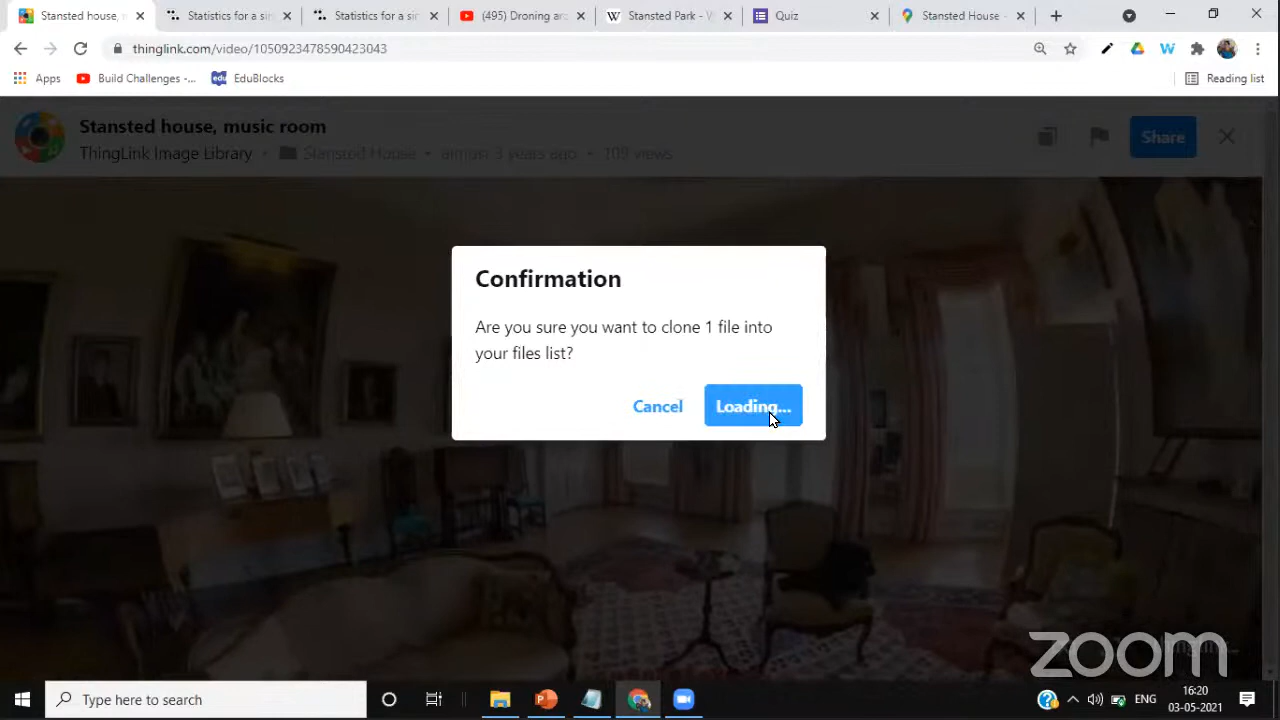 Stansted house,
Statistics for a sin
Statistics for a sin
(495) Droning an
Stansted Park - W
Quiz
Stansted House -
thinglink.com/video/1050923478590423043
Apps
Build Challenges -...
EduBlocks
Reading list
Stansted house, music room
ThingLink Image Library • Stansted House • almost 3 years ago • 109 views
Share
Confirmation
Are you sure you want to clone 1 file into
your files list?
Cancel
Loading...
zoom
Type here to search
ENG
16:20
03-05-2021